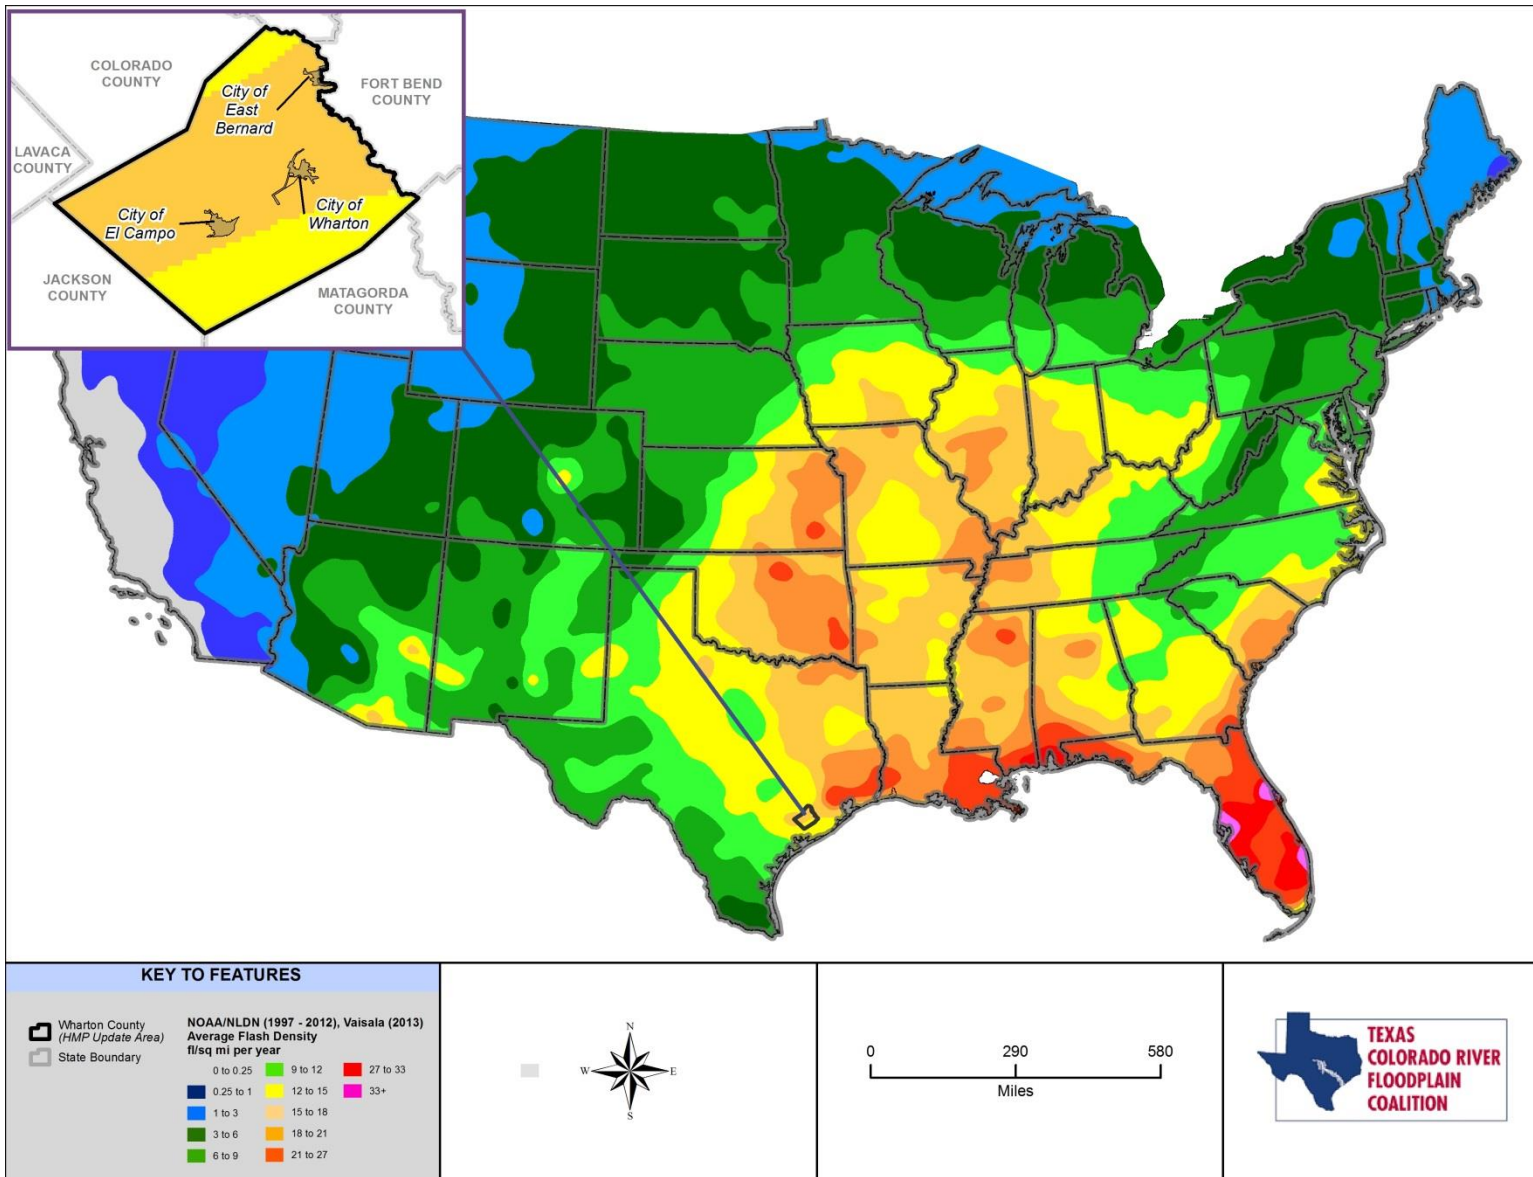 COLORADO
COUNTY
FORT BEND
COUNTY
City of
East
Bernard
LAVACA
COUNTY
City of
El Campo
City of
Wharton
JACKSON
COUNTY
MATAGORDA
COUNTY
KEY TO FEATURES
Wharton County
(HMP Update Area)
State Boundary
NOAA/NLDN (1997 - 2012), Vaisala (2013)
Average Flash Density
fl/sq mi per year
0 to 0.25
0.25 to 1
1 to 3
3 to 6
6 to 9
9 to 12
12 to 15
15 to 18
18 to 21
21 to 27
27 to 33
33+
N
W
E
S
0 290 580
Miles
TEXAS
COLORADO RIVER
FLOODPLAIN
COALITION